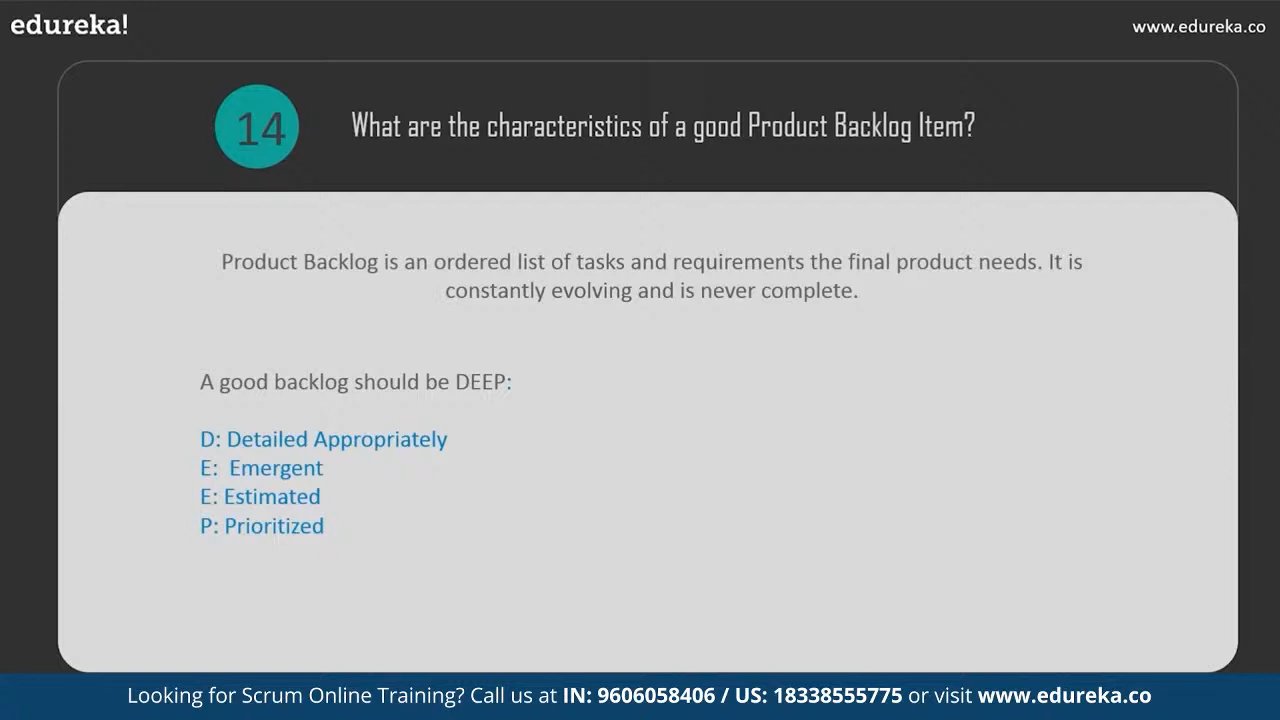 edureka!
www.edureka.co
14
What are the characteristics of a good Product Backlog Item?
Product Backlog is an ordered list of tasks and requirements the final product needs. It is
constantly evolving and is never complete.
A good backlog should be DEEP:
D: Detailed Appropriately
E:  Emergent
E: Estimated
P: Prioritized
Looking for Scrum Online Training? Call us at IN: 9606058406 / US: 18338555775 or visit www.edureka.co